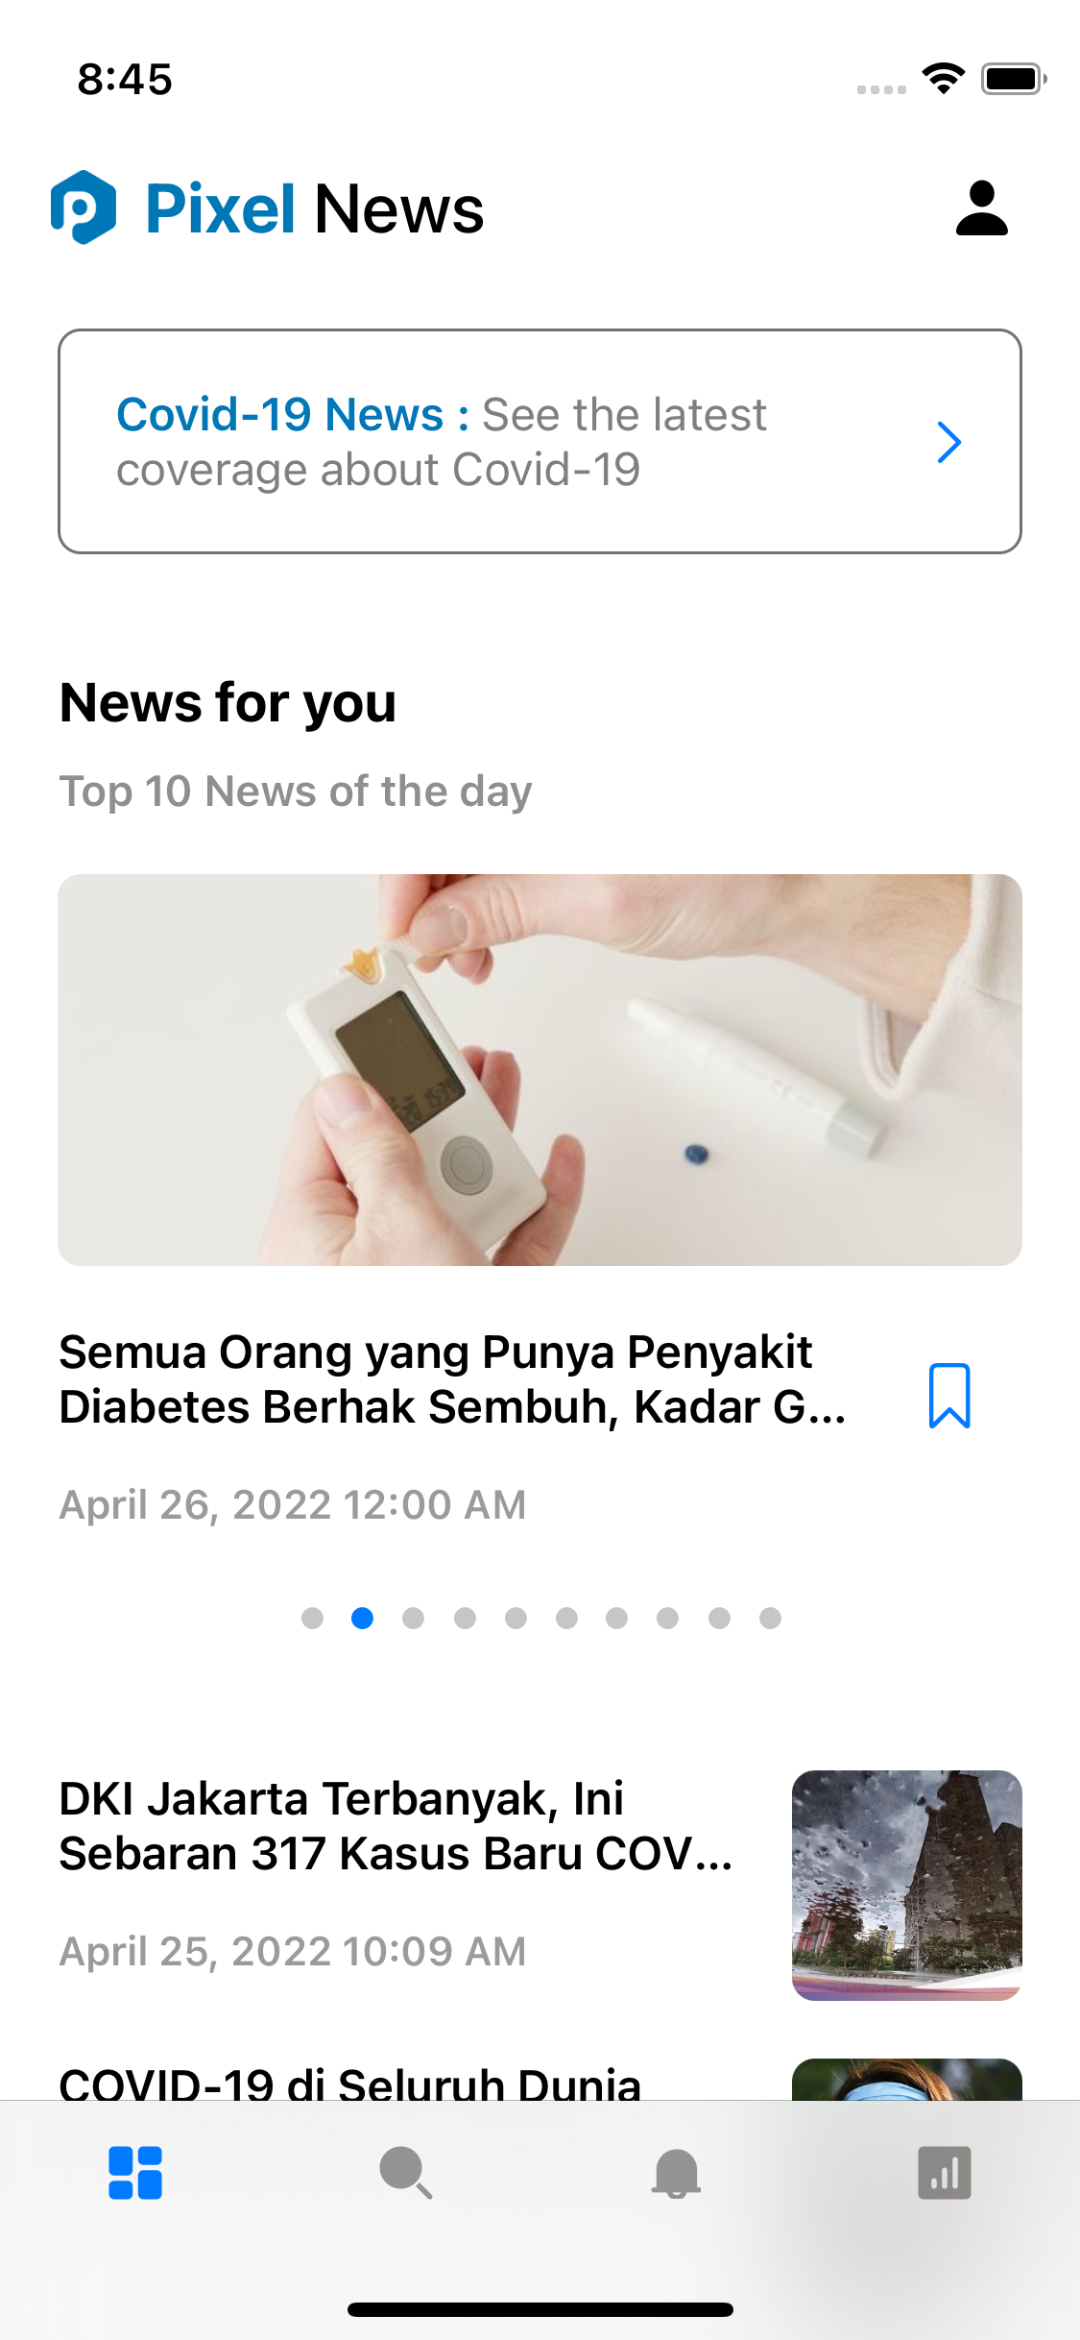 8:45
Pixel News
Covid-19 News : See the latest
coverage about Covid-19
News for you
Top 10 News of the day
Semua Orang yang Punya Penyakit
Diabetes Berhak Sembuh, Kadar G...
April 26, 2022 12:00 AM
DKI Jakarta Terbanyak, Ini
Sebaran 317 Kasus Baru COV...
April 25, 2022 10:09 AM
COVID-19 di Seluruh Dunia